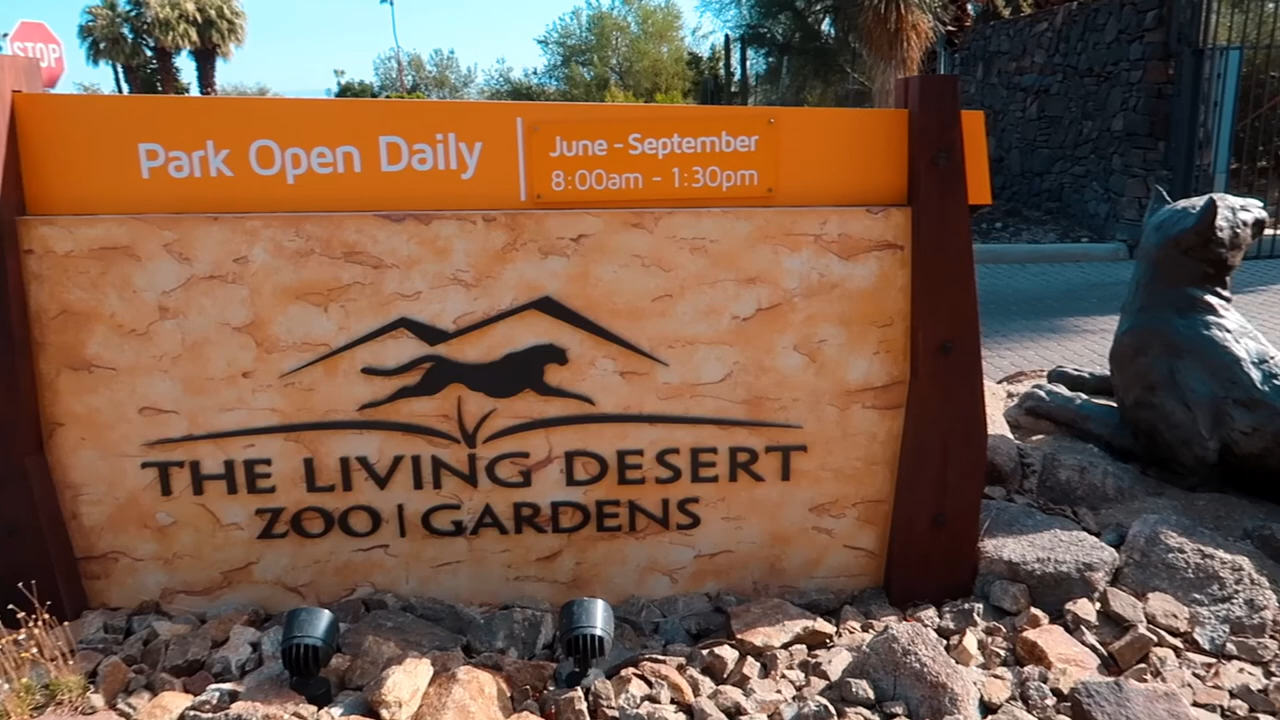 STOP
Park Open Daily
June - September
8:00am - 1:30pm
THE LIVING DESERT
ZOO | GARDENS